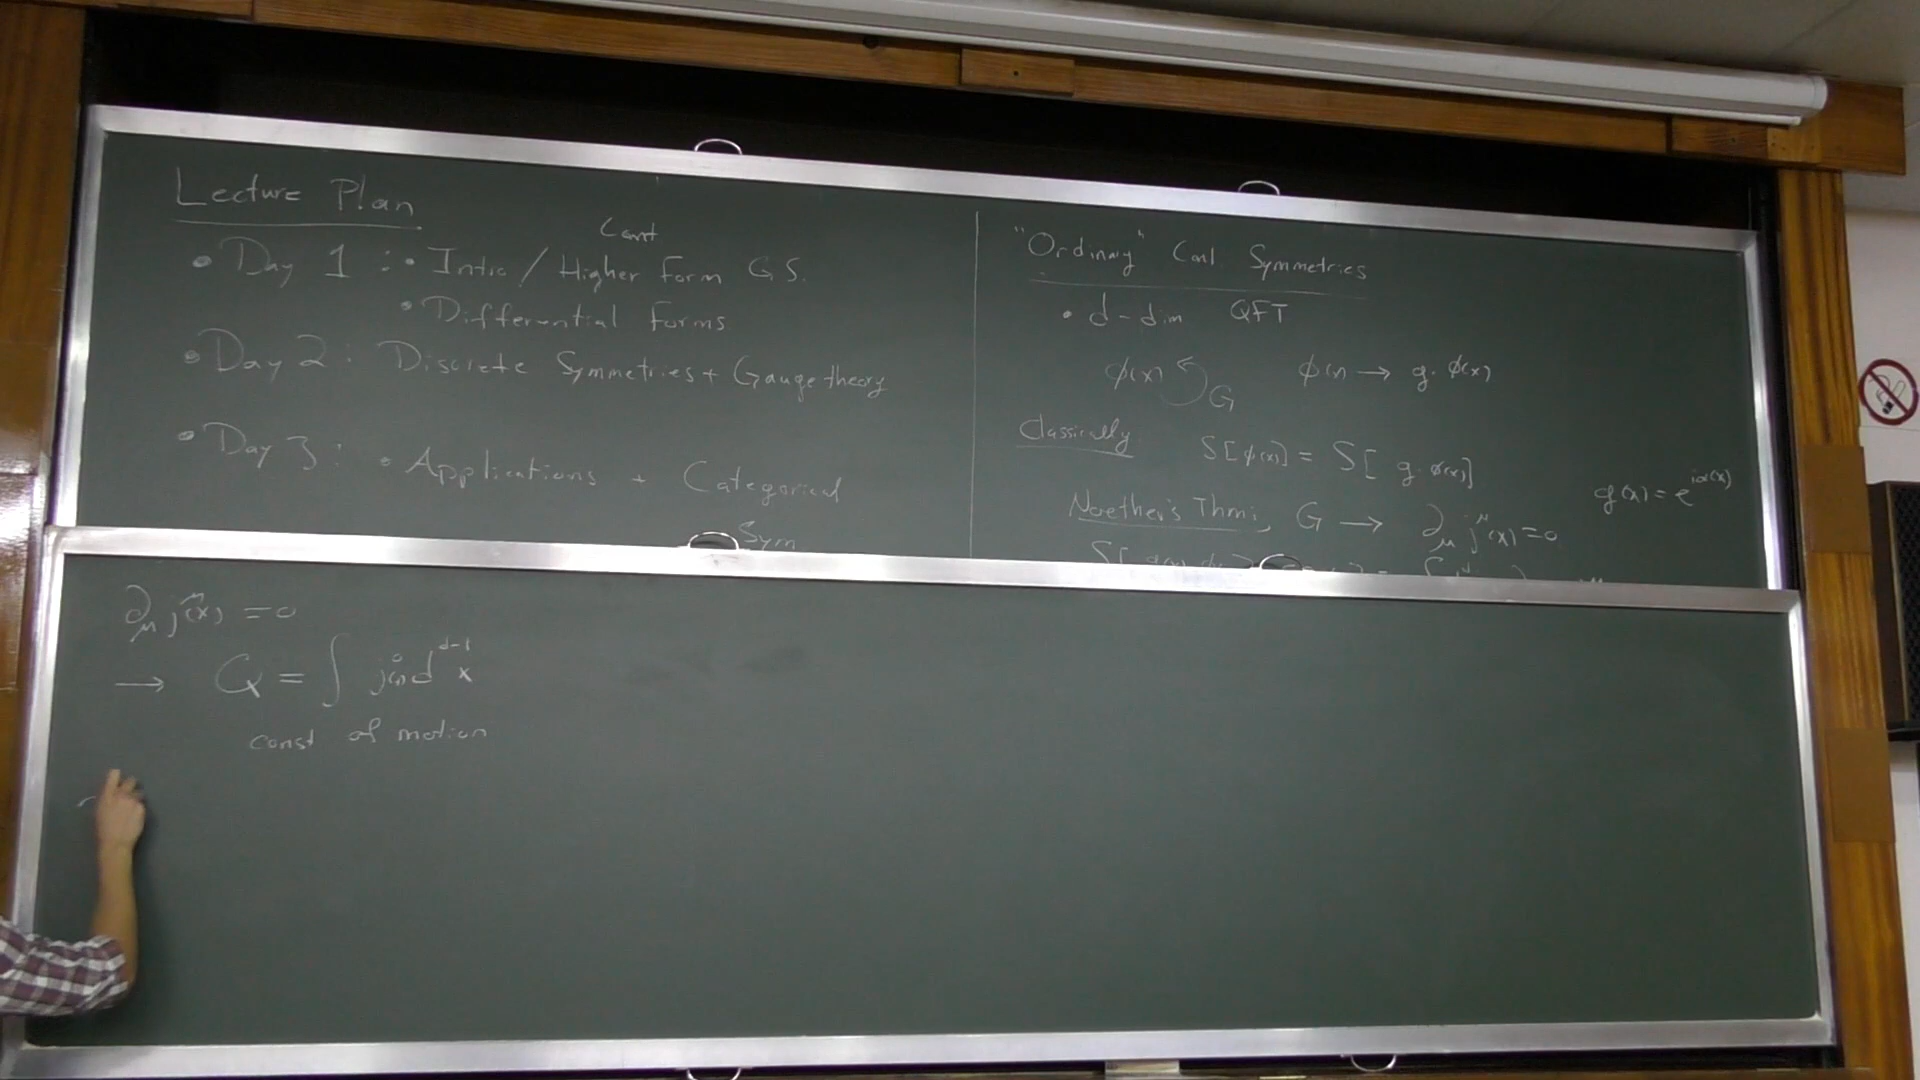 Lecture Plan
Cont
• Day 1 : • Intro / Higher Form G.S.
• Differential Forms
• Day 2 : Discrete Symmetries + Gauge theory
• Day 3 : • Applications + Categorical
Sym
"Ordinary" Cont Symmetries
• d-dim QFT
ϕ(x) G ϕ(x) → g·ϕ(x)
Classically S[ϕ(x)] = S[g·ϕ(x)]
g(x) = e^{iα(x)}
Noether's Thm: G → ∂_μ j^μ(x) = 0
∂_μ j^μ(x) = 0
→ Q = ∫ j^0(x) d^{d-1}x
const of motion